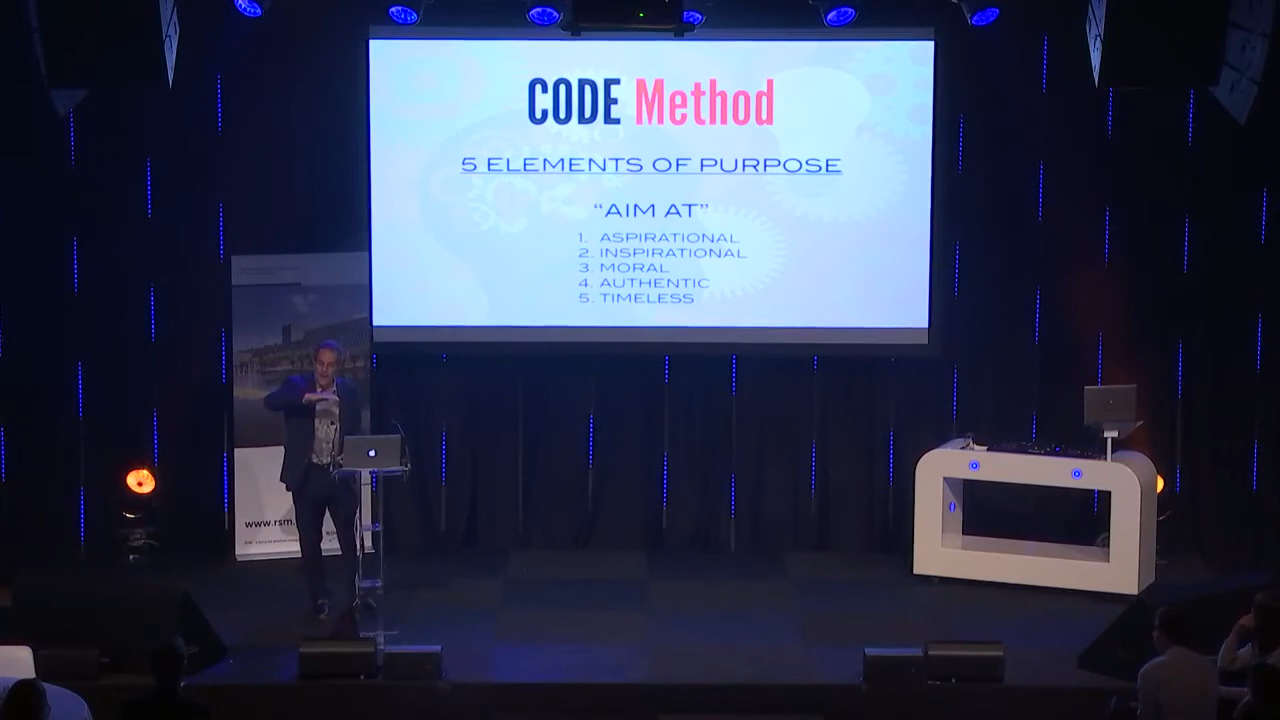 CODE Method
5 ELEMENTS OF PURPOSE
“AIM AT”
1. ASPIRATIONAL
2. INSPIRATIONAL
3. MORAL
4. AUTHENTIC
5. TIMELESS
www.rsm.